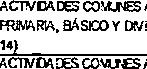 ACTIVIDADES COMUNES A
PRIMARIA, BÁSICO Y DIV
14)
ACTIVIDADES COMUNES A